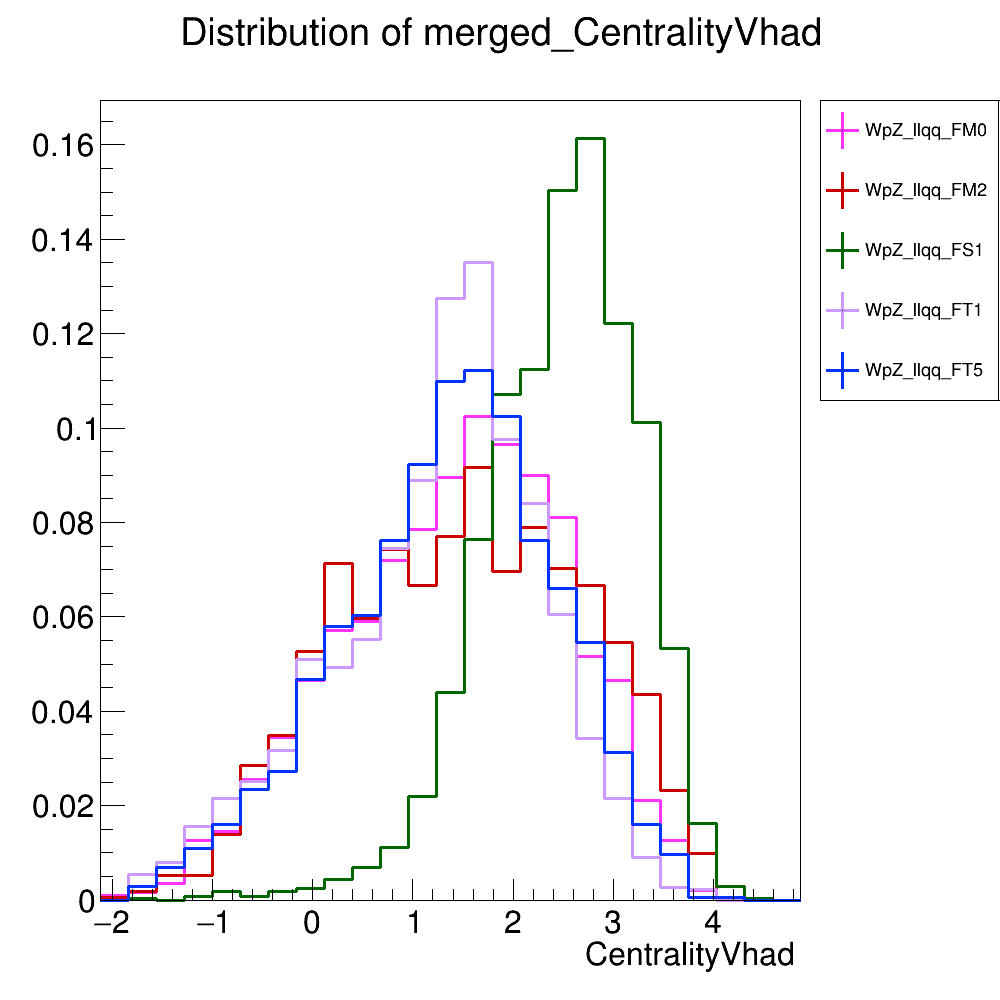 Distribution of merged_CentralityVhad
0.16
0.14
0.12
0.1
0.08
0.06
0.04
0.02
0
−2 −1 0 1 2 3 4
CentralityVhad
WpZ_llqq_FM0
WpZ_llqq_FM2
WpZ_llqq_FS1
WpZ_llqq_FT1
WpZ_llqq_FT5